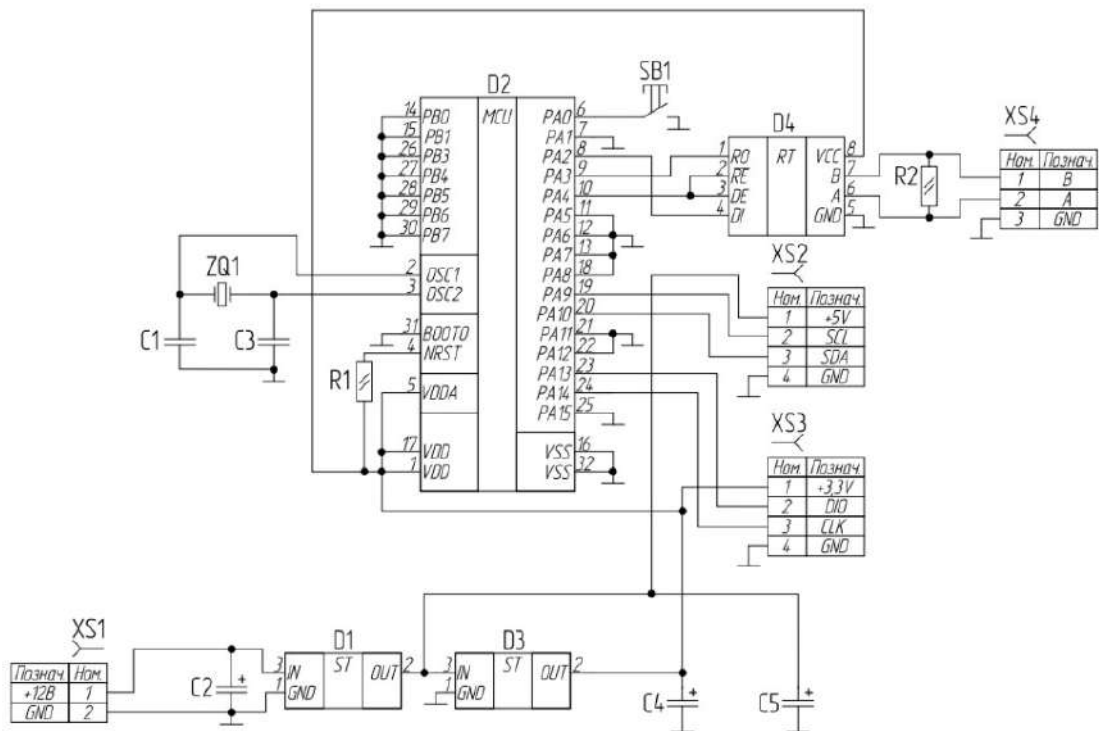 D2
MCU
14 PB0
15 PB1
26 PB3
27 PB4
28 PB5
29 PB6
30 PB7
2 OSC1
3 OSC2
31 BOOT0
4 NRST
5 VDDA
17 VDD
1 VDD
PA0 6
PA1 7
PA2 8
PA3 9
PA4 10
PA5 11
PA6 12
PA7 13
PA8 18
PA9 19
PA10 20
PA11 21
PA12 22
PA13 23
PA14 24
PA15 25
VSS 16
VSS 32
SB1
D4
RT
1 RO
2 RE
3 DE
4 DI
VCC 8
B 7
A 6
GND 5
R2
XS4
Ном. Познач.
1 B
2 A
3 GND
ZQ1
C1
C3
R1
XS2
Ном. Познач.
1 +5V
2 SCL
3 SDA
4 GND
XS3
Ном. Познач.
1 +3,3V
2 DIO
3 CLK
4 GND
XS1
Познач. Ном.
+12В 1
GND 2
C2 +
D1
3 IN ST OUT 2
1 GND
D3
3 IN ST OUT 2
1 GND
C4 +
C5 +